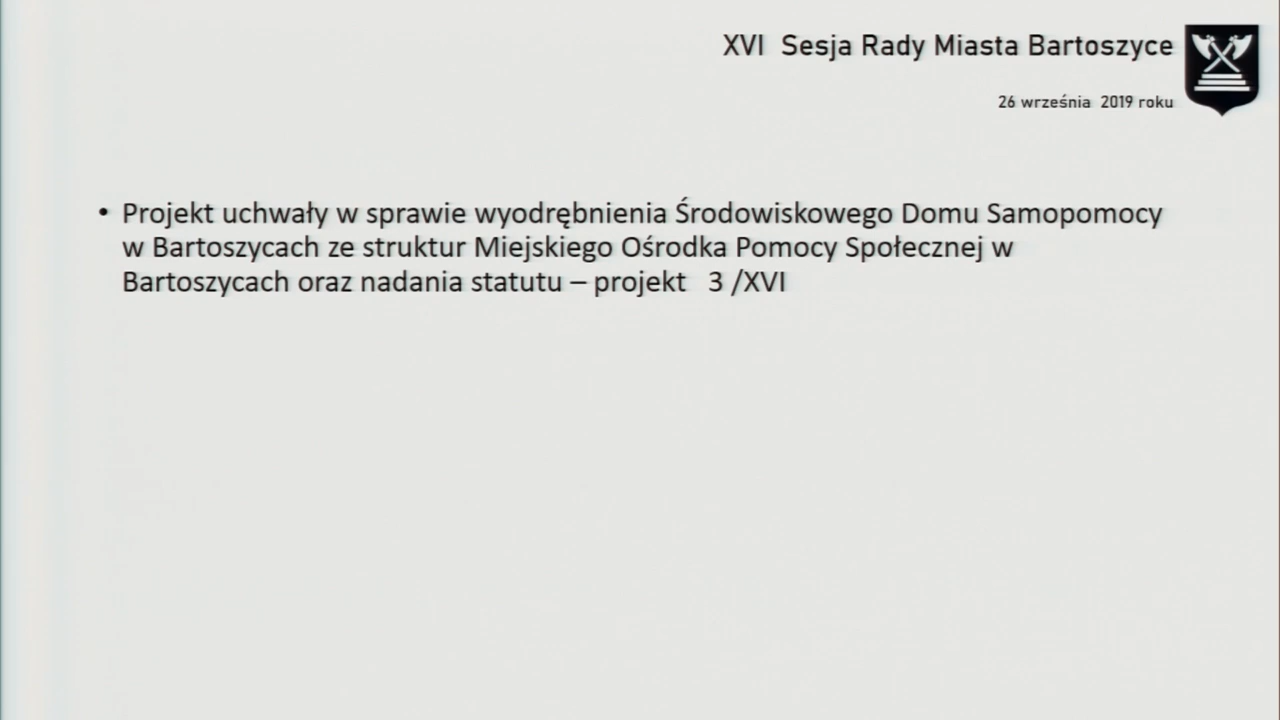 XVI Sesja Rady Miasta Bartoszyce
26 września 2019 roku
• Projekt uchwały w sprawie wyodrębnienia Środowiskowego Domu Samopomocy
w Bartoszycach ze struktur Miejskiego Ośrodka Pomocy Społecznej w
Bartoszycach oraz nadania statutu – projekt 3 /XVI